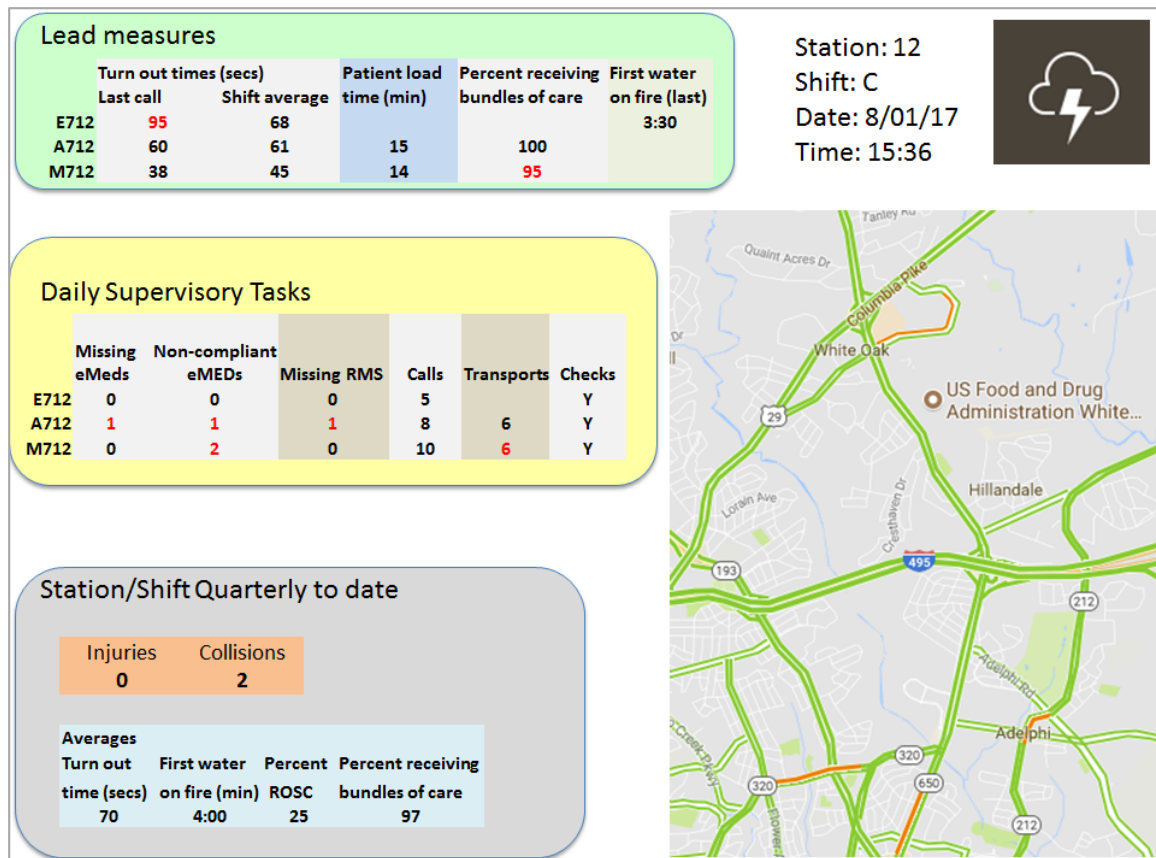 Lead measures
Turn out times (secs) Patient load Percent receiving First water
Last call Shift average time (min) bundles of care on fire (last)
E712 95 68 3:30
A712 60 61 15 100
M712 38 45 14 95
Station: 12
Shift: C
Date: 8/01/17
Time: 15:36
Daily Supervisory Tasks
Missing Non-compliant
eMeds eMEDs Missing RMS Calls Transports Checks
E712 0 0 0 5 Y
A712 1 1 1 8 6 Y
M712 0 2 0 10 6 Y
Station/Shift Quarterly to date
Injuries Collisions
0 2
Averages
Turn out First water Percent Percent receiving
time (secs) on fire (min) ROSC bundles of care
70 4:00 25 97
Tanley Rd
Quaint Acres Dr
Columbia Pike
Dr
White Oak
US Food and Drug
Administration White...
29
Hillandale
Lorain Ave
Cresthaven Dr
495
193
212
Adelphi Rd
Adelphi
Creek Pkwy
320
320
650
Flower
212